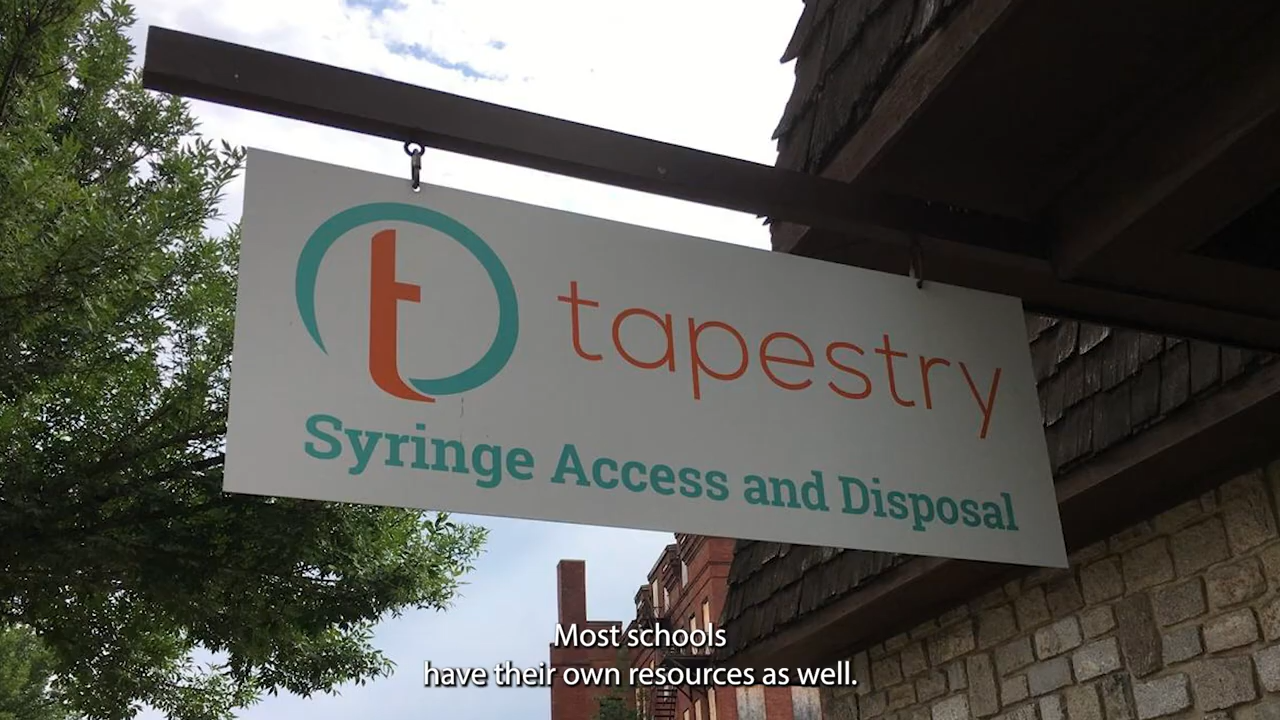 t tapestry
Syringe Access and Disposal
Most schools
have their own resources as well.